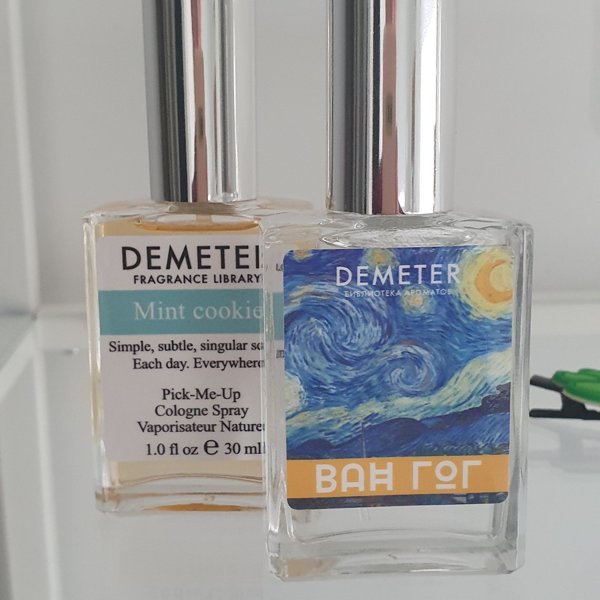 DEMETER
FRAGRANCE LIBRARY
Mint cookie
Simple, subtle, singular
Each day. Everywhere
Pick-Me-Up
Cologne Spray
Vaporisateur Nature
1.0 fl oz ℮ 30 ml
DEMETER
БИБЛИОТЕКА АРОМАТОВ
ВАН ГОГ